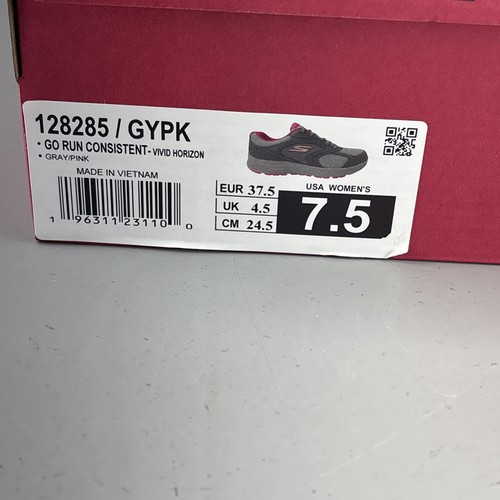 128285 / GYPK
• GO RUN CONSISTENT- VIVID HORIZON
• GRAY/PINK
MADE IN VIETNAM
1 96311 23110 0
EUR 37.5
UK 4.5
CM 24.5
USA WOMEN'S
7.5